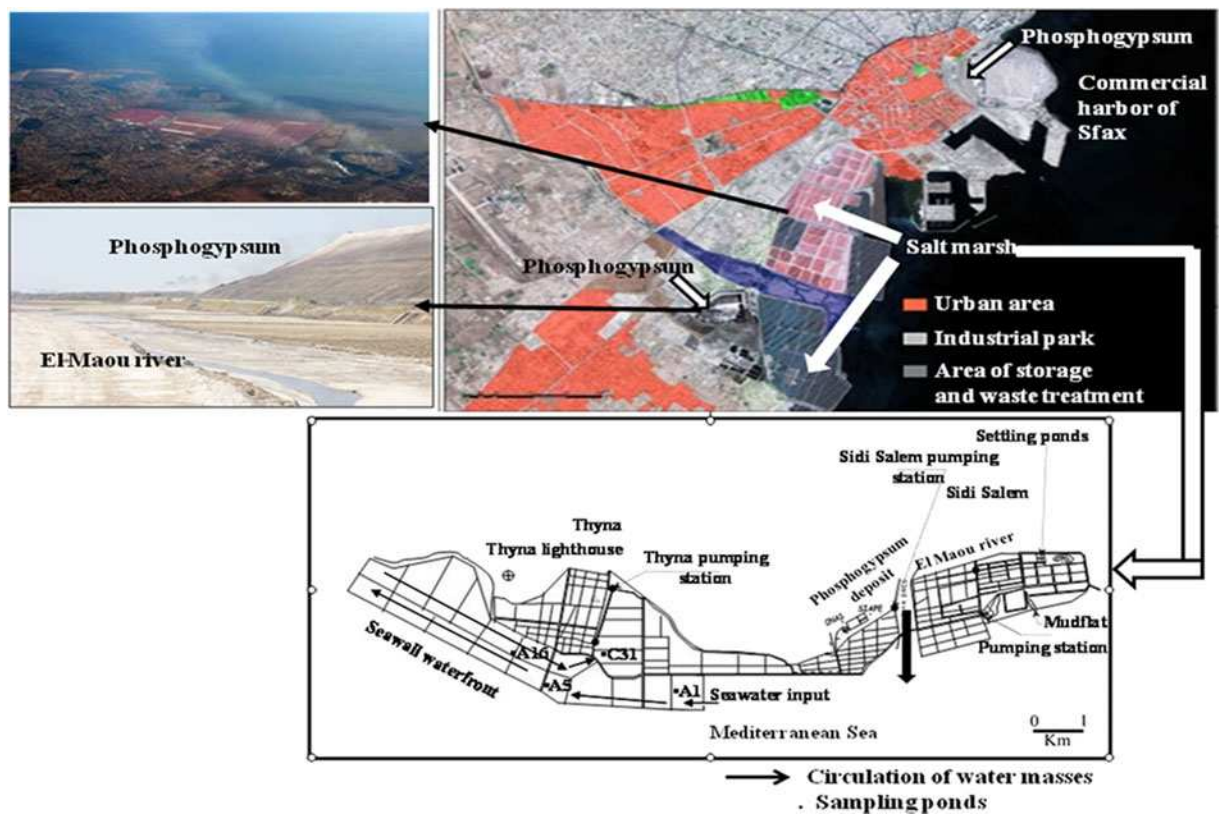 Phosphogypsum
Commercial
harbor of
Sfax
Phosphogypsum
El-Maou river
Salt marsh
Phosphogypsum
Urban area
Industrial park
Area of storage
and waste treatment
Settling ponds
Sidi Salem pumping
station
Sidi Salem
Thyna
Thyna lighthouse
Thyna pumping
station
El Maou river
Phosphogypsum
deposit
SIAPE
ONAS
Mudflat
Pumping station
Seawall waterfront
•A16
•C31
•A5
•A1
Seawater input
Mediterranean Sea
0 1
Km
Circulation of water masses
. Sampling ponds